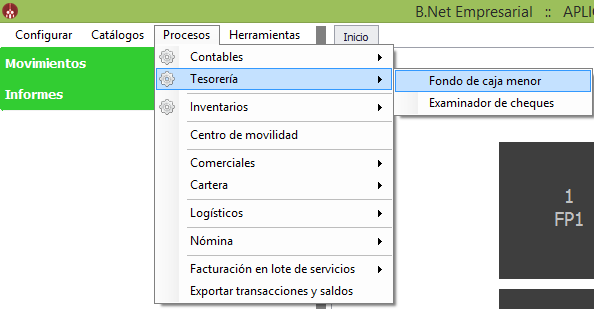 B.Net Empresarial :: APLI
Configurar Catálogos Procesos Herramientas Inicio
Movimientos
Informes
Contables
Tesorería
Inventarios
Centro de movilidad
Comerciales
Cartera
Logísticos
Nómina
Facturación en lote de servicios
Exportar transacciones y saldos
Fondo de caja menor
Examinador de cheques
1
FP1